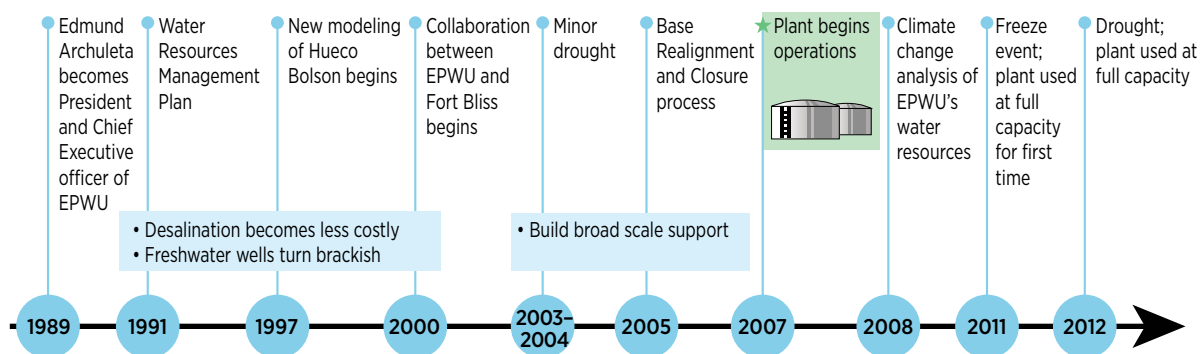 Edmund
Archuleta
becomes
President
and Chief
Executive
officer of
EPWU
Water
Resources
Management
Plan
New modeling
of Hueco
Bolson begins
Collaboration
between
EPWU and
Fort Bliss
begins
Minor
drought
Base
Realignment
and Closure
process
Plant begins
operations
Climate
change
analysis of
EPWU's
water
resources
Freeze
event;
plant used
at full
capacity
for first
time
Drought;
plant used at
full capacity
• Desalination becomes less costly
• Freshwater wells turn brackish
• Build broad scale support
1989
1991
1997
2000
2003–
2004
2005
2007
2008
2011
2012